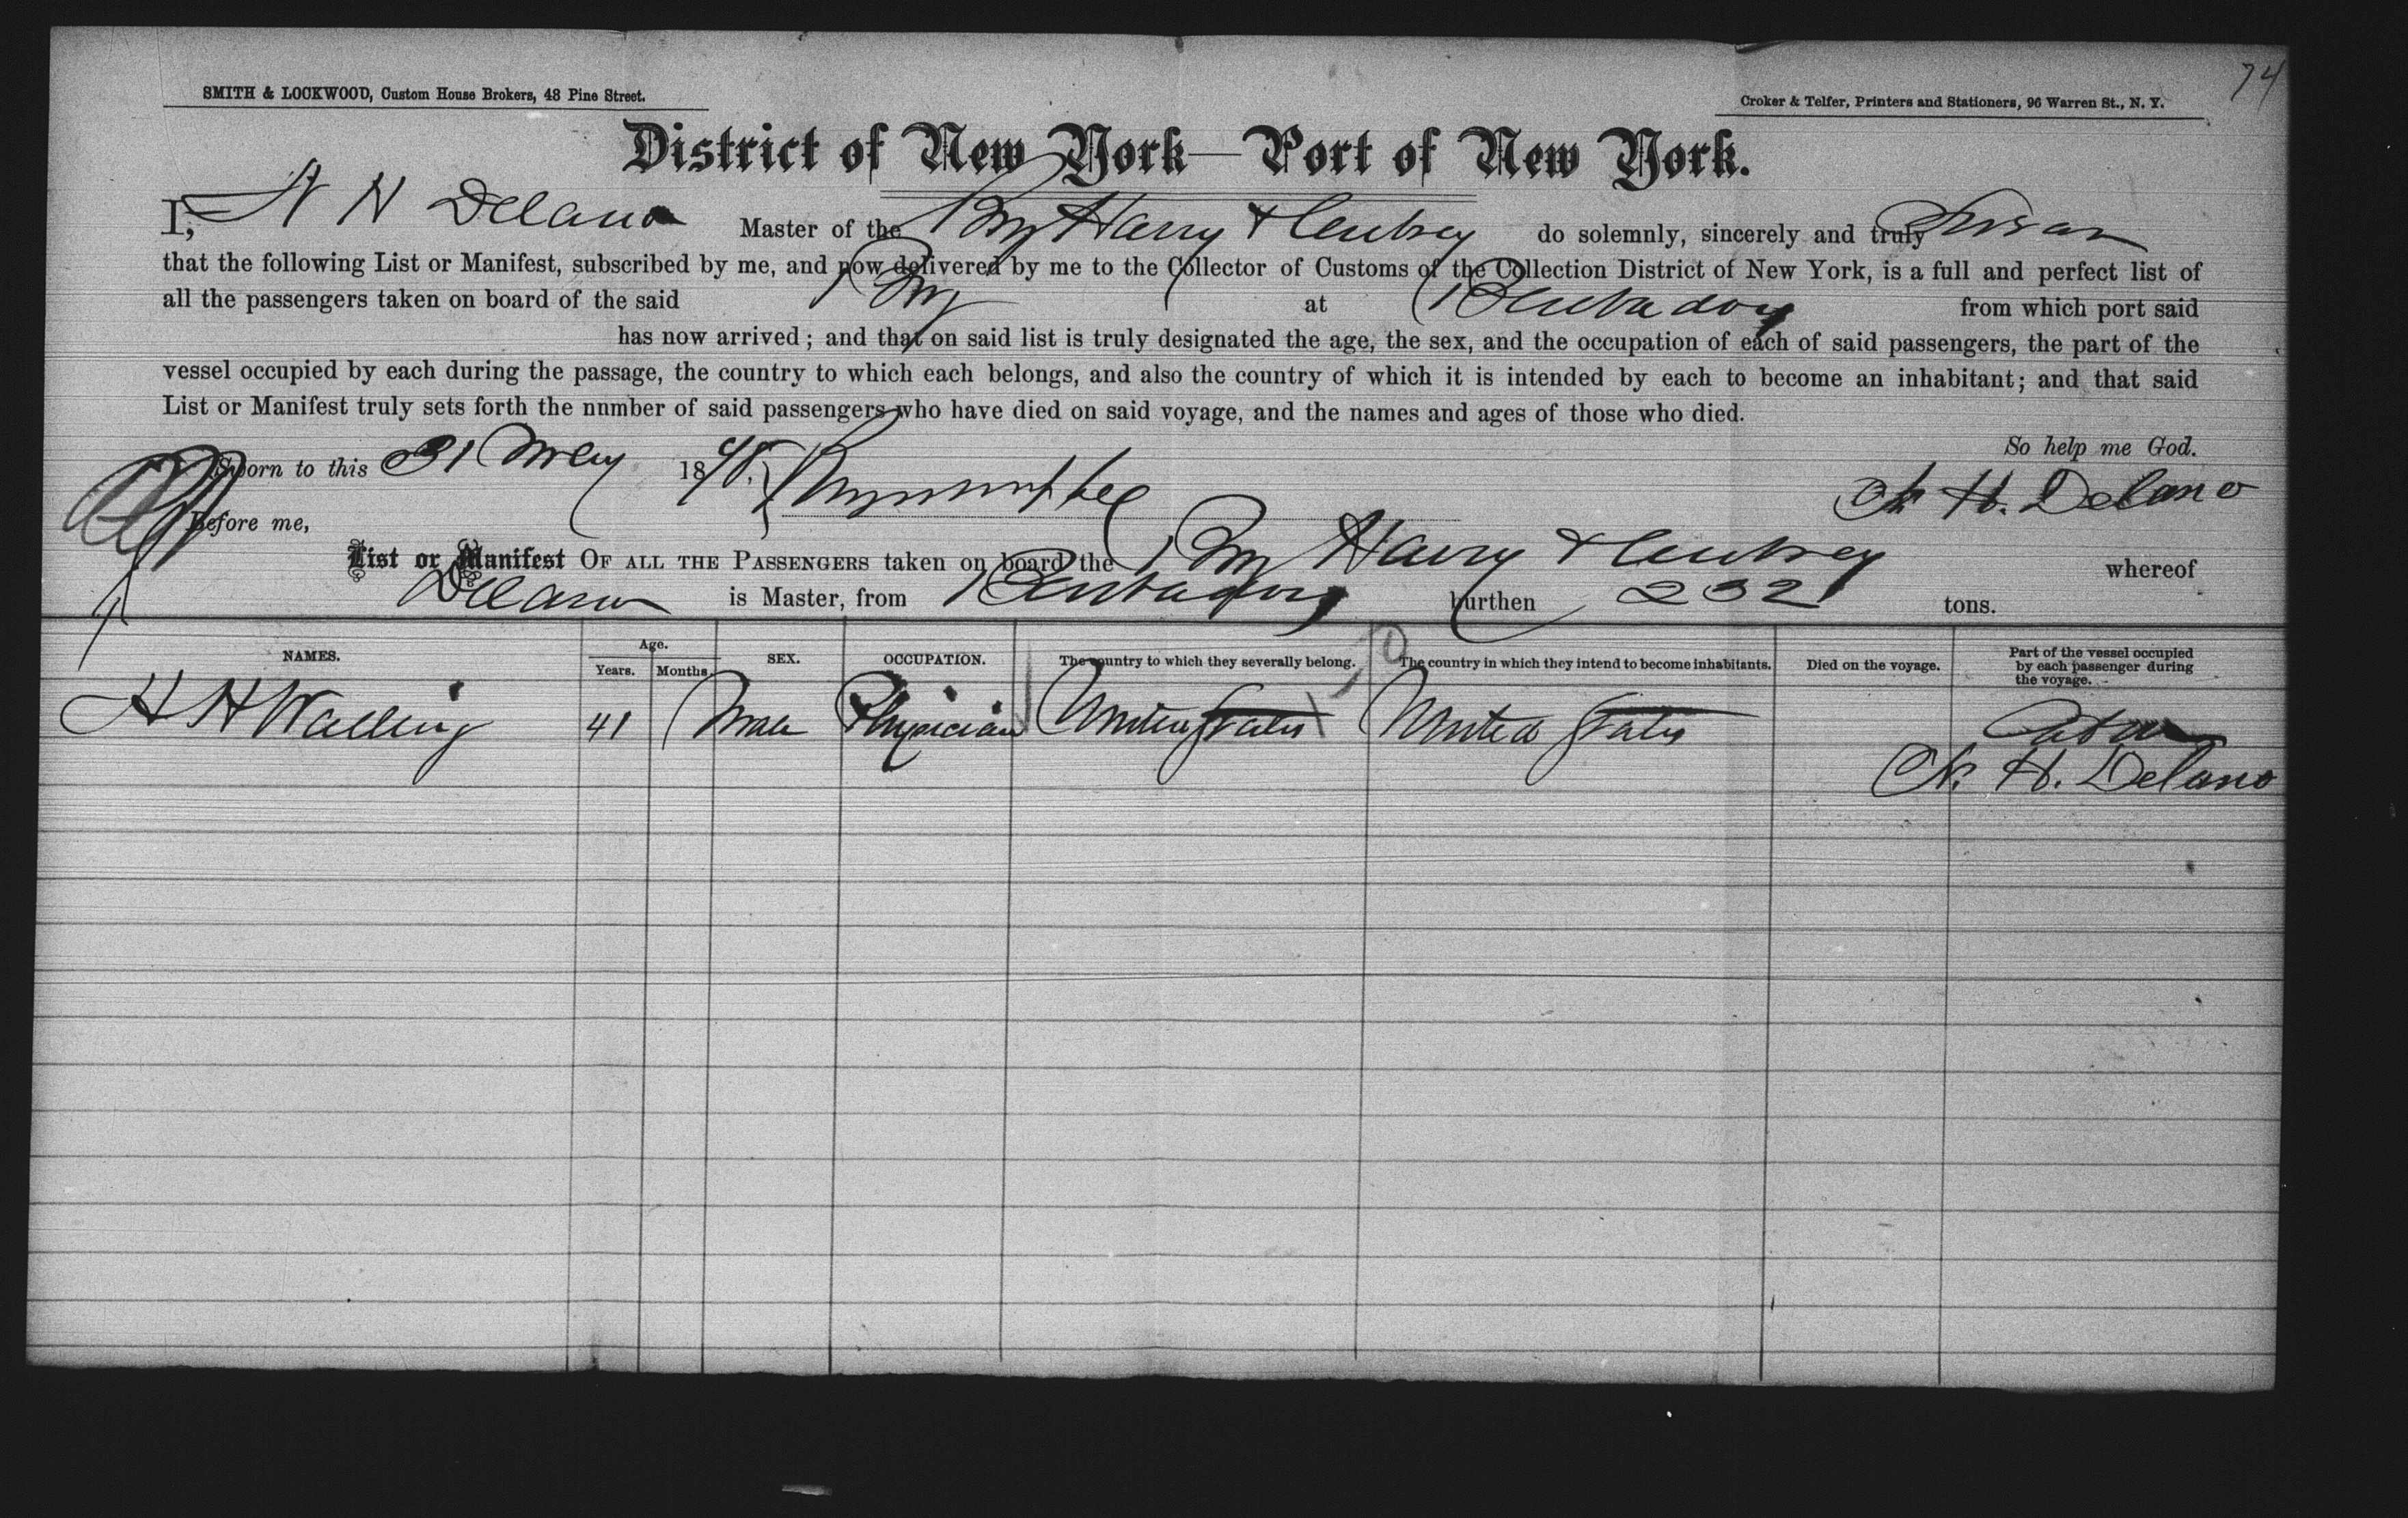 74
SMITH & LOCKWOOD, Custom House Brokers, 48 Pine Street.
Croker & Telfer, Printers and Stationers, 96 Warren St., N. Y.
District of New York—Port of New York.
I, N H Delano Master of the Brig Harry & Aubrey do solemnly, sincerely and truly Swear
that the following List or Manifest, subscribed by me, and now delivered by me to the Collector of Customs of the Collection District of New York, is a full and perfect list of
all the passengers taken on board of the said Brig at Barbadoes from which port said
has now arrived; and that on said list is truly designated the age, the sex, and the occupation of each of said passengers, the part of the
vessel occupied by each during the passage, the country to which each belongs, and also the country of which it is intended by each to become an inhabitant; and that said
List or Manifest truly sets forth the number of said passengers who have died on said voyage, and the names and ages of those who died.
So help me God.
Sworn to this 31 May 18
N. H. Delano
Before me,
List or Manifest OF ALL THE PASSENGERS taken on board the Brig Harry & Aubrey whereof
Delano is Master, from Barbadoes burthen 232 tons.
NAMES. Age. Years. Months. SEX. OCCUPATION. The country to which they severally belong. The country in which they intend to become inhabitants. Died on the voyage. Part of the vessel occupied by each passenger during the voyage.
H H Walling 41 Male Physician United States United States Cabin
N. H. Delano